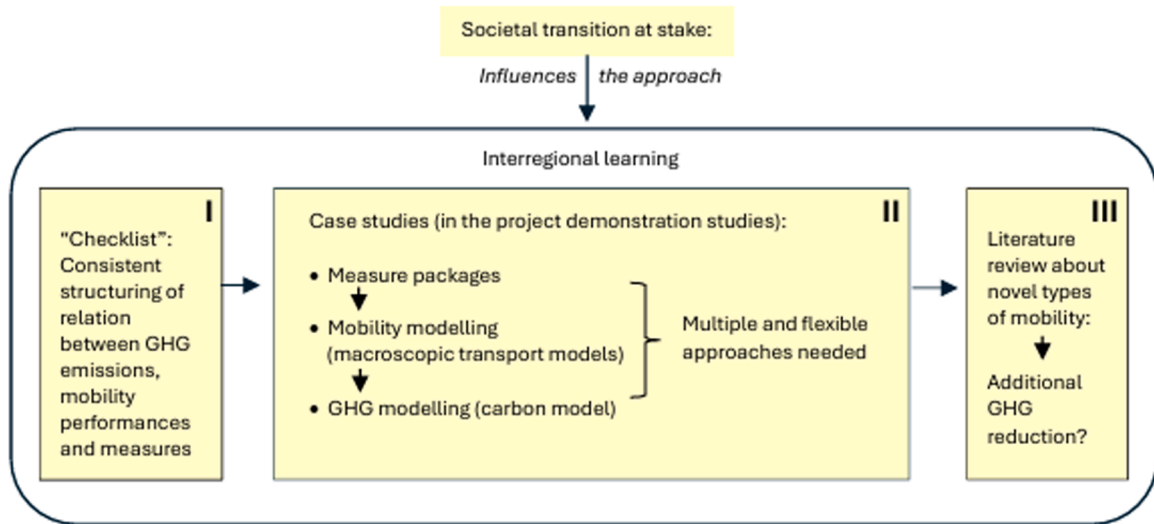 Societal transition at stake:
Influences the approach
Interregional learning
I
“Checklist”:
Consistent
structuring of
relation
between GHG
emissions,
mobility
performances
and measures
II
Case studies (in the project demonstration studies):
• Measure packages
• Mobility modelling
(macroscopic transport models)
• GHG modelling (carbon model)
Multiple and flexible
approaches needed
III
Literature
review about
novel types
of mobility:
Additional
GHG
reduction?